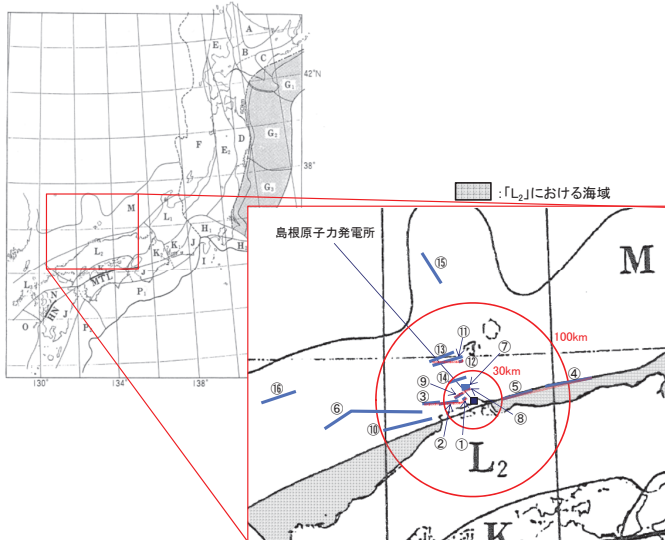 A
E₁
B
C
42°N
G₁
G₂
F
D
E₂
38°
G₃
M
L₁
H₁
H
L₂
K₂
K₁
J
I
K
J
MTL
L₃
N
P₁
HN
J
O
P₂
130°
134°
138°
:「L₂」における海域
島根原子力発電所
M
⑮
⑪
⑦
⑬
100km
⑫
⑭
30km
④
⑨
⑤
⑯
③
⑥
⑩
②
①
⑧
L₂
K